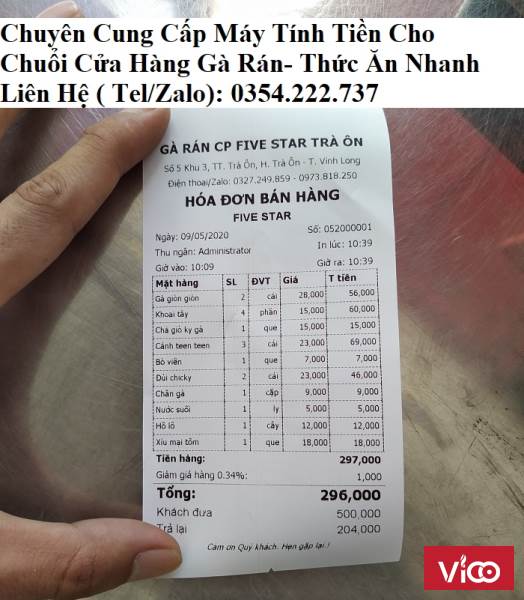 Chuyên Cung Cấp Máy Tính Tiền Cho
Chuổi Cửa Hàng Gà Rán- Thức Ăn Nhanh
Liên Hệ ( Tel/Zalo): 0354.222.737
GÀ RÁN CP FIVE STAR TRÀ ÔN
Số 5 Khu 3, TT. Trà Ôn, H. Trà Ôn - T. Vĩnh Long
Điện thoại/Zalo: 0327.249.859 - 0973.818.250
HÓA ĐƠN BÁN HÀNG
FIVE STAR
Ngày: 09/05/2020 Số: 052000001
Thu ngân: Administrator In lúc: 10:39
Giờ vào: 10:09 Giờ ra: 10:39
Mặt hàng SL ĐVT Giá T tiền
Gà giòn giòn 2 cái 28,000 56,000
Khoai tây 4 phần 15,000 60,000
Chả giò ky gà 1 que 15,000 15,000
Cánh teen teen 3 cái 23,000 69,000
Bò viên 1 que 7,000 7,000
Đùi chicky 2 cái 23,000 46,000
Chân gà 1 cặp 9,000 9,000
Nước suối 1 ly 5,000 5,000
Hồ lô 1 cây 12,000 12,000
Xíu mại tôm 1 que 18,000 18,000
Tiền hàng: 297,000
Giảm giá hàng 0.34%: 1,000
Tổng: 296,000
Khách đưa 500,000
Trả lại 204,000
Cảm ơn Quý khách. Hẹn gặp lại.!
Vi